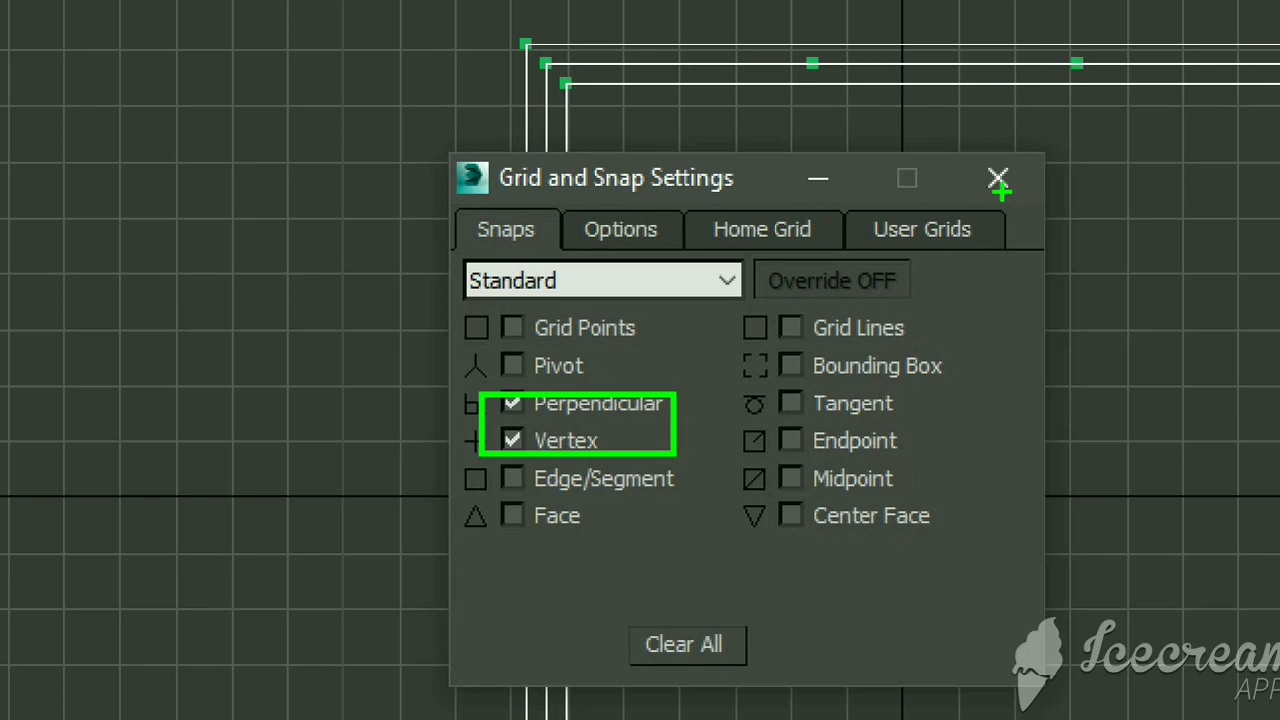 Grid and Snap Settings
Snaps Options Home Grid User Grids
Standard Override OFF
Grid Points Grid Lines
Pivot Bounding Box
Perpendicular Tangent
Vertex Endpoint
Edge/Segment Midpoint
Face Center Face
Clear All
Icecream
APP